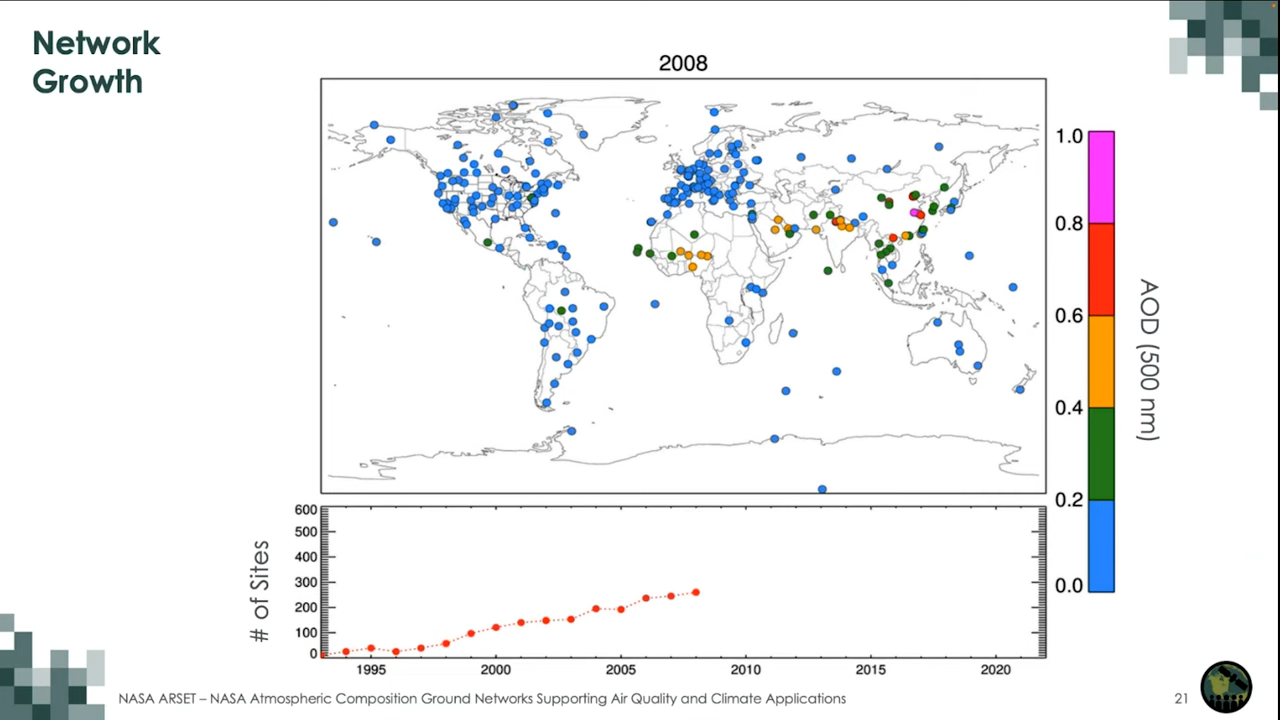 Network
Growth
2008
1.0
0.8
0.6
0.4
0.2
0.0
AOD (500 nm)
600
500
400
300
200
100
0
# of Sites
1995 2000 2005 2010 2015 2020
NASA ARSET – NASA Atmospheric Composition Ground Networks Supporting Air Quality and Climate Applications
21